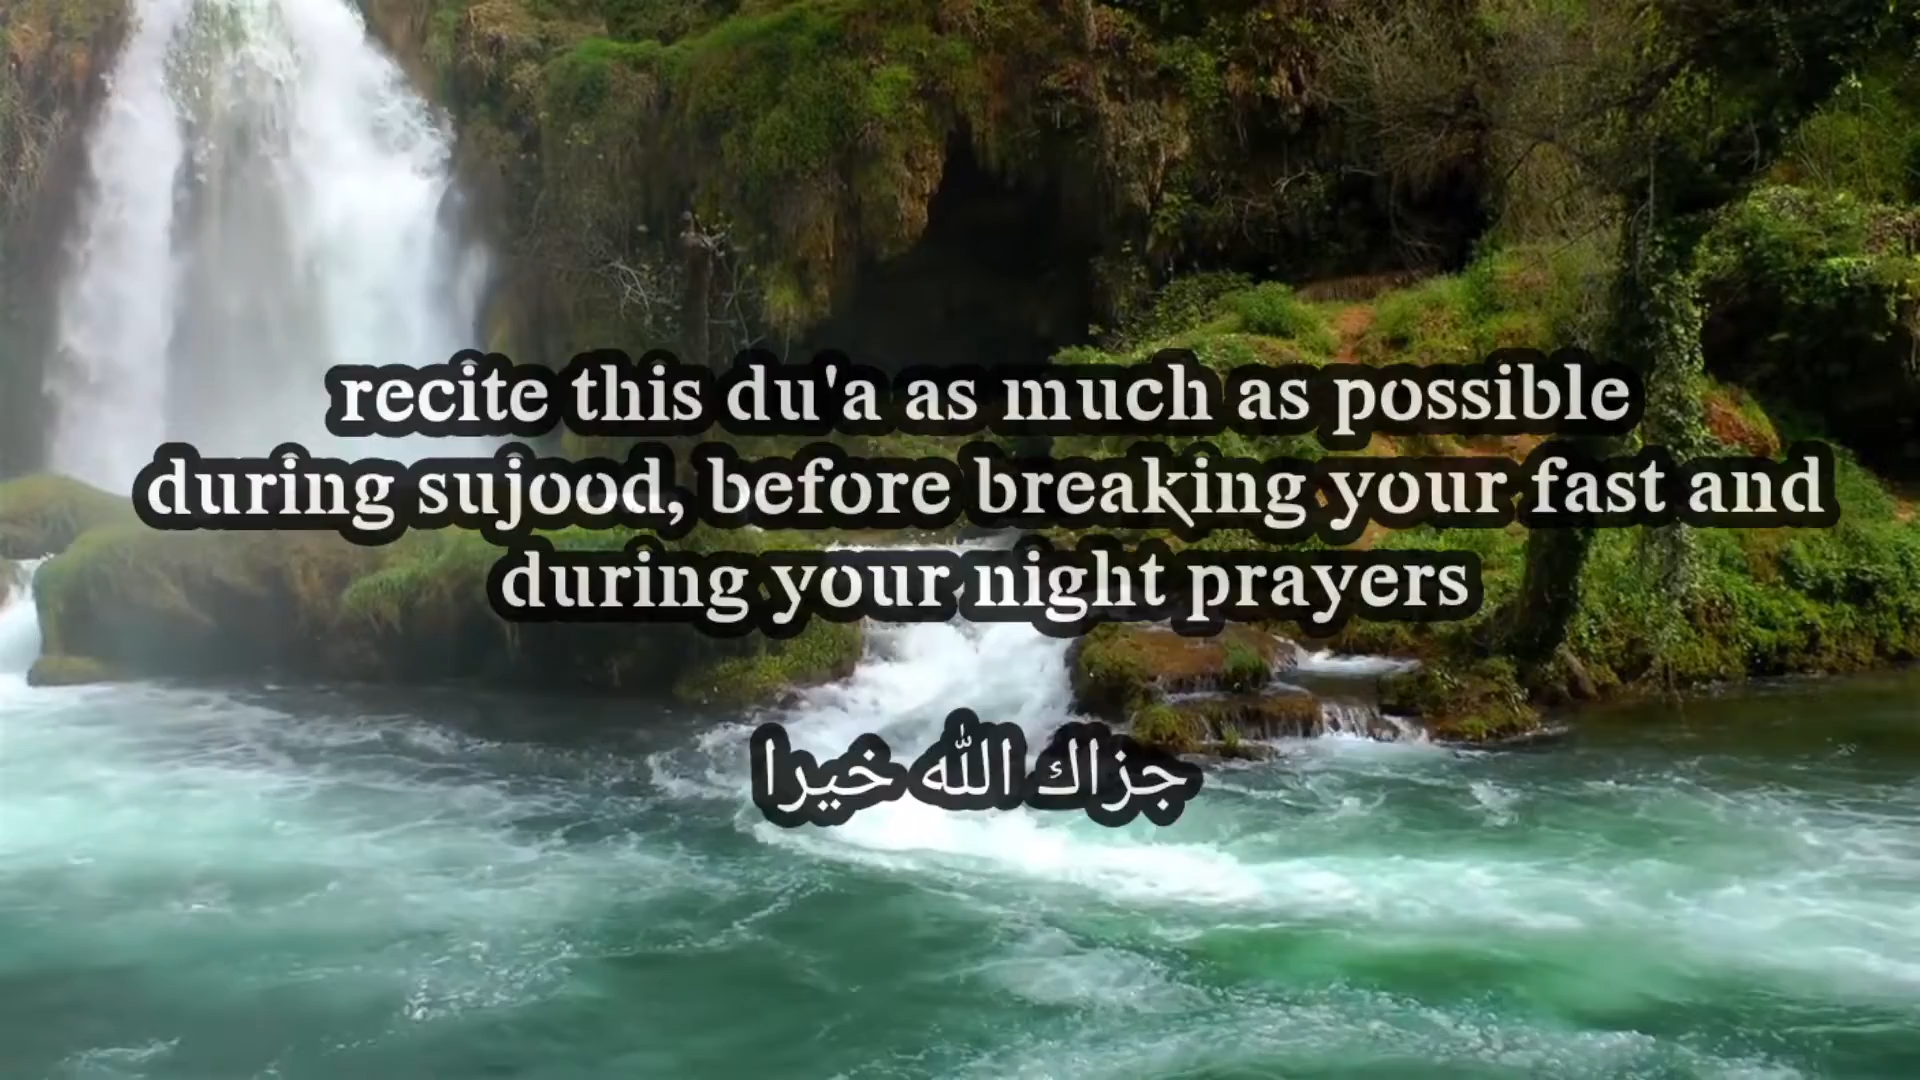 recite this du'a as much as possible
during sujood, before breaking your fast and
during your night prayers
جزاك الله خيرا